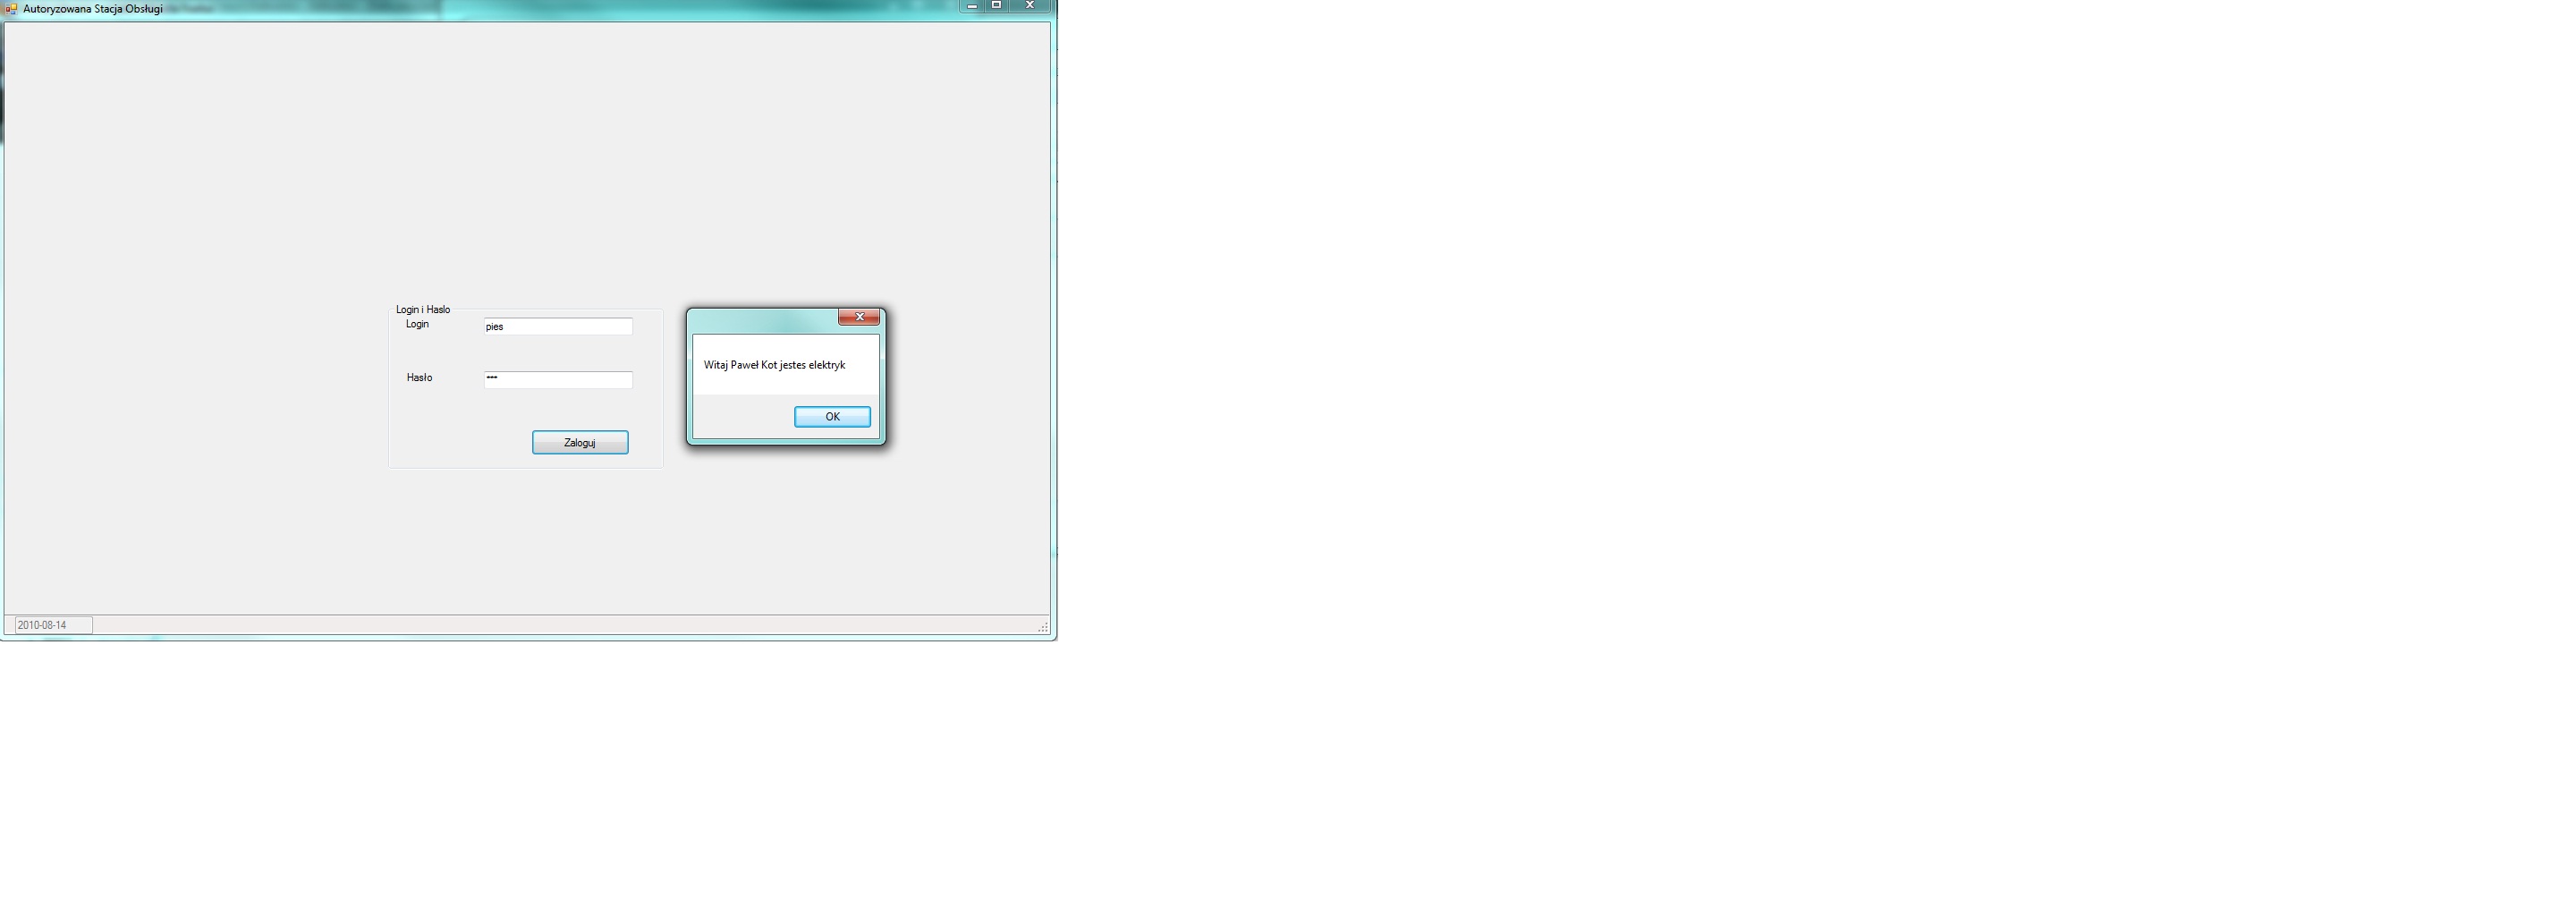 Autoryzowana Stacja Obsługi
Login i Haslo
Login
pies
Hasło
***
Zaloguj
Witaj Paweł Kot jestes elektryk
OK
2010-08-14